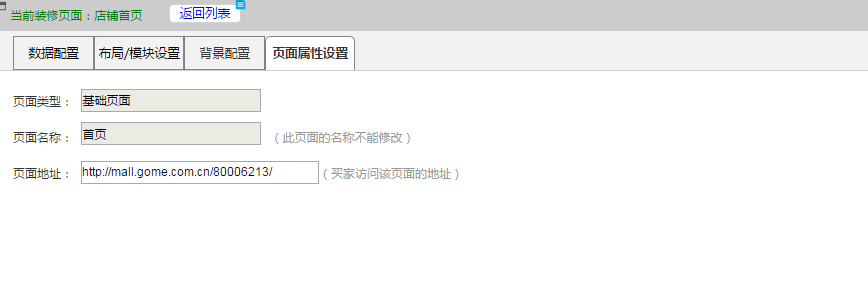 当前装修页面：店铺首页 返回列表
数据配置 布局/模块设置 背景配置 页面属性设置
页面类型： 基础页面
页面名称： 首页 （此页面的名称不能修改）
页面地址： http://mall.gome.com.cn/80006213/ （买家访问该页面的地址）